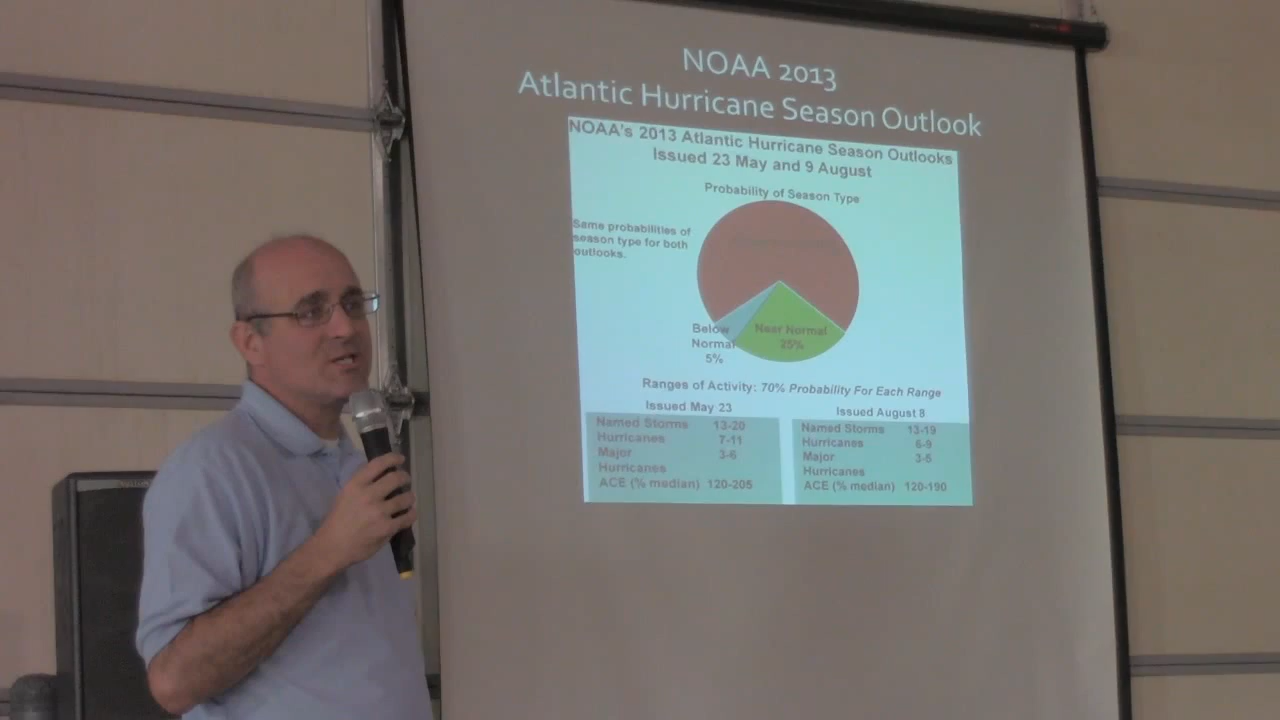 NOAA 2013
Atlantic Hurricane Season Outlook
NOAA's 2013 Atlantic Hurricane Season Outlooks
Issued 23 May and 9 August
Probability of Season Type
Same probabilities of
season type for both
outlooks.
Below
Normal
5%
Near Normal
25%
Ranges of Activity: 70% Probability For Each Range
Issued May 23
Named Storms 13-20
Hurricanes 7-11
Major 3-6
Hurricanes
ACE (% median) 120-205
Issued August 8
Named Storms 13-19
Hurricanes 6-9
Major 3-5
Hurricanes
ACE (% median) 120-190